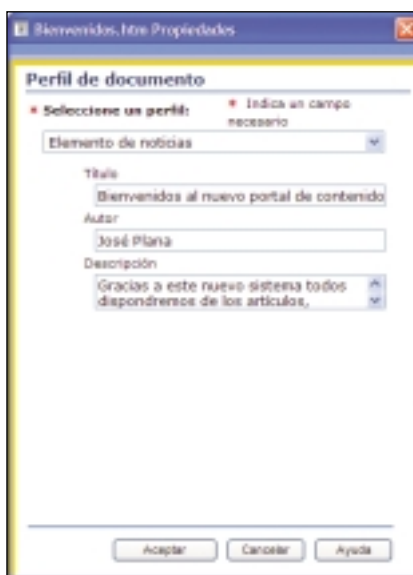 Bienvenidos.htm Propiedades
Perfil de documento
* Seleccione un perfil:
* Indica un campo
necesario
Elemento de noticias
Título
Bienvenidos al nuevo portal de contenido
Autor
José Plana
Descripción
Gracias a este nuevo sistema todos
dispondremos de los artículos,
Aceptar
Cancelar
Ayuda